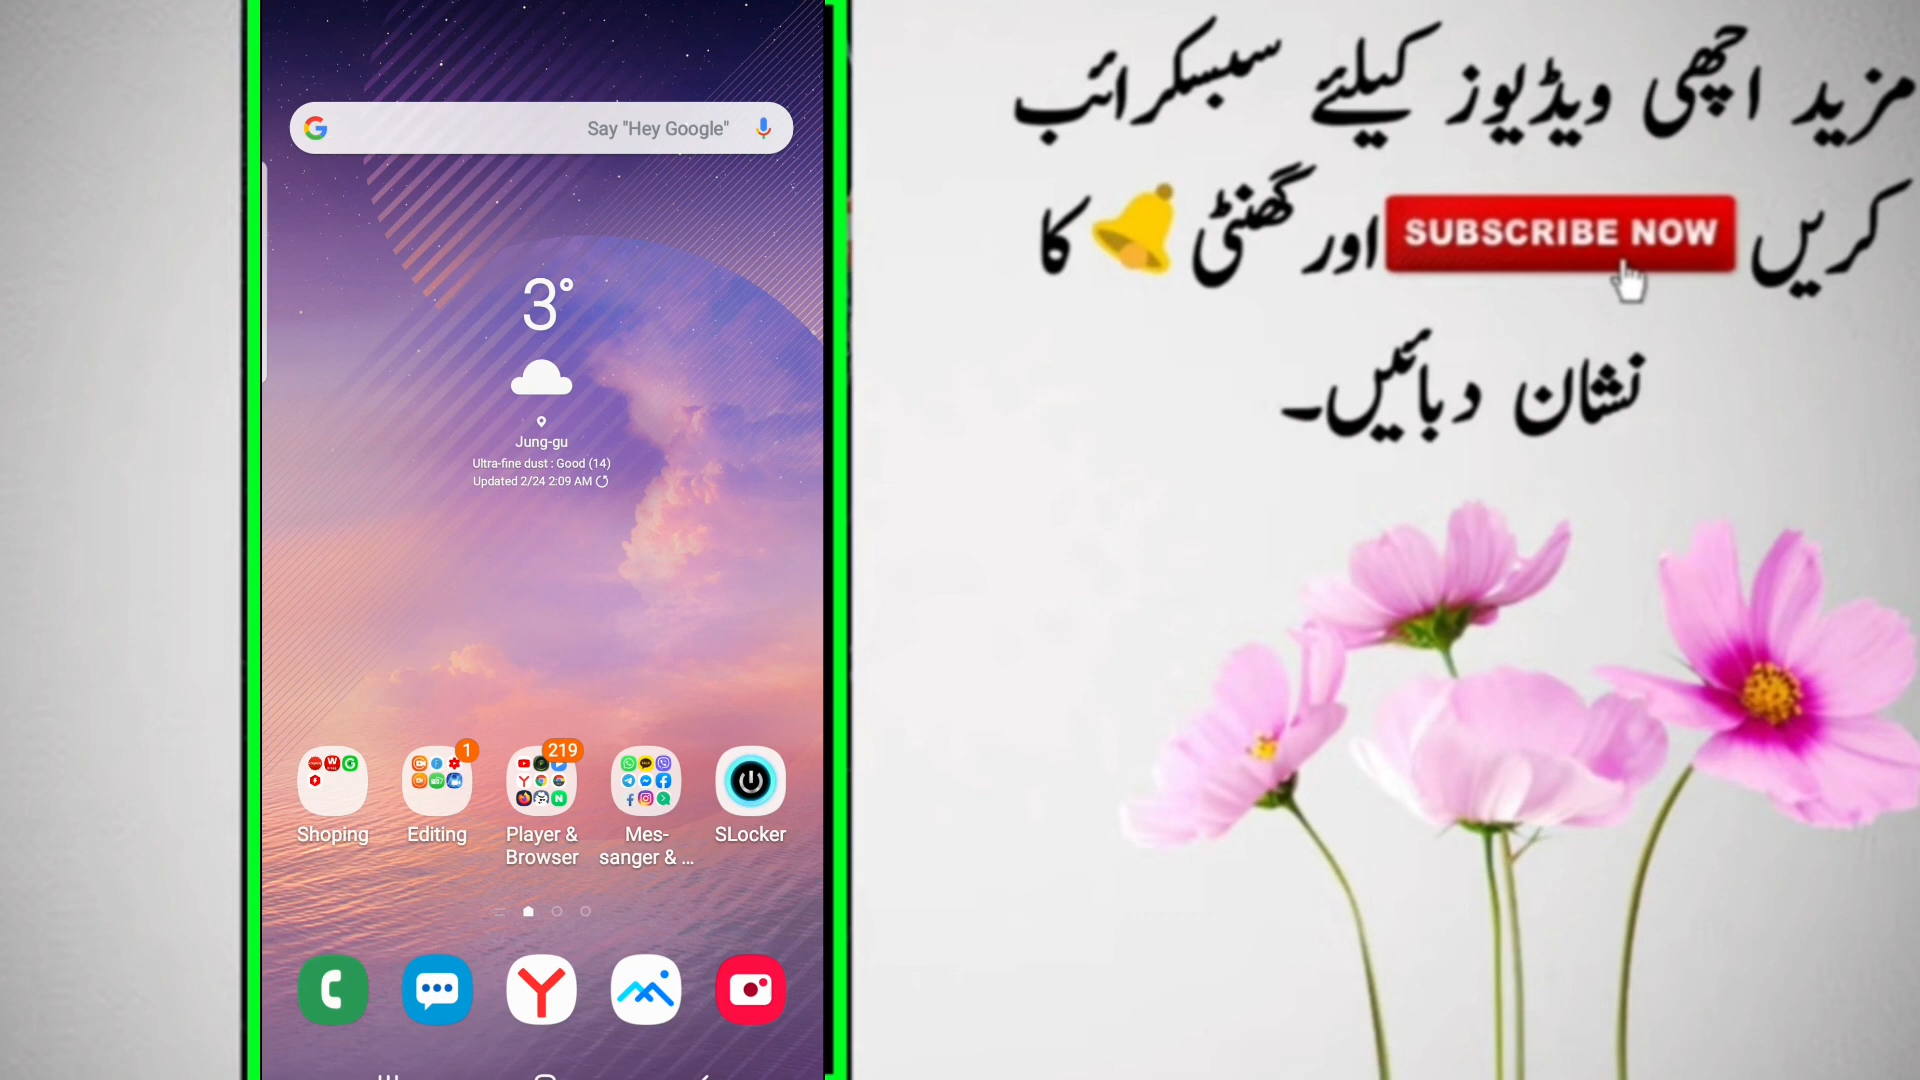 Say "Hey Google"
3°
Jung-gu
Ultra-fine dust : Good (14)
Updated 2/24 2:09 AM
1
219
Shoping
Editing
Player &
Browser
Mes-
sanger & ...
SLocker
مزید اچھی ویڈیوز کیلئے سبسکرائب
کریں SUBSCRIBE NOW اور گھنٹی کا
نشان دبائیں۔